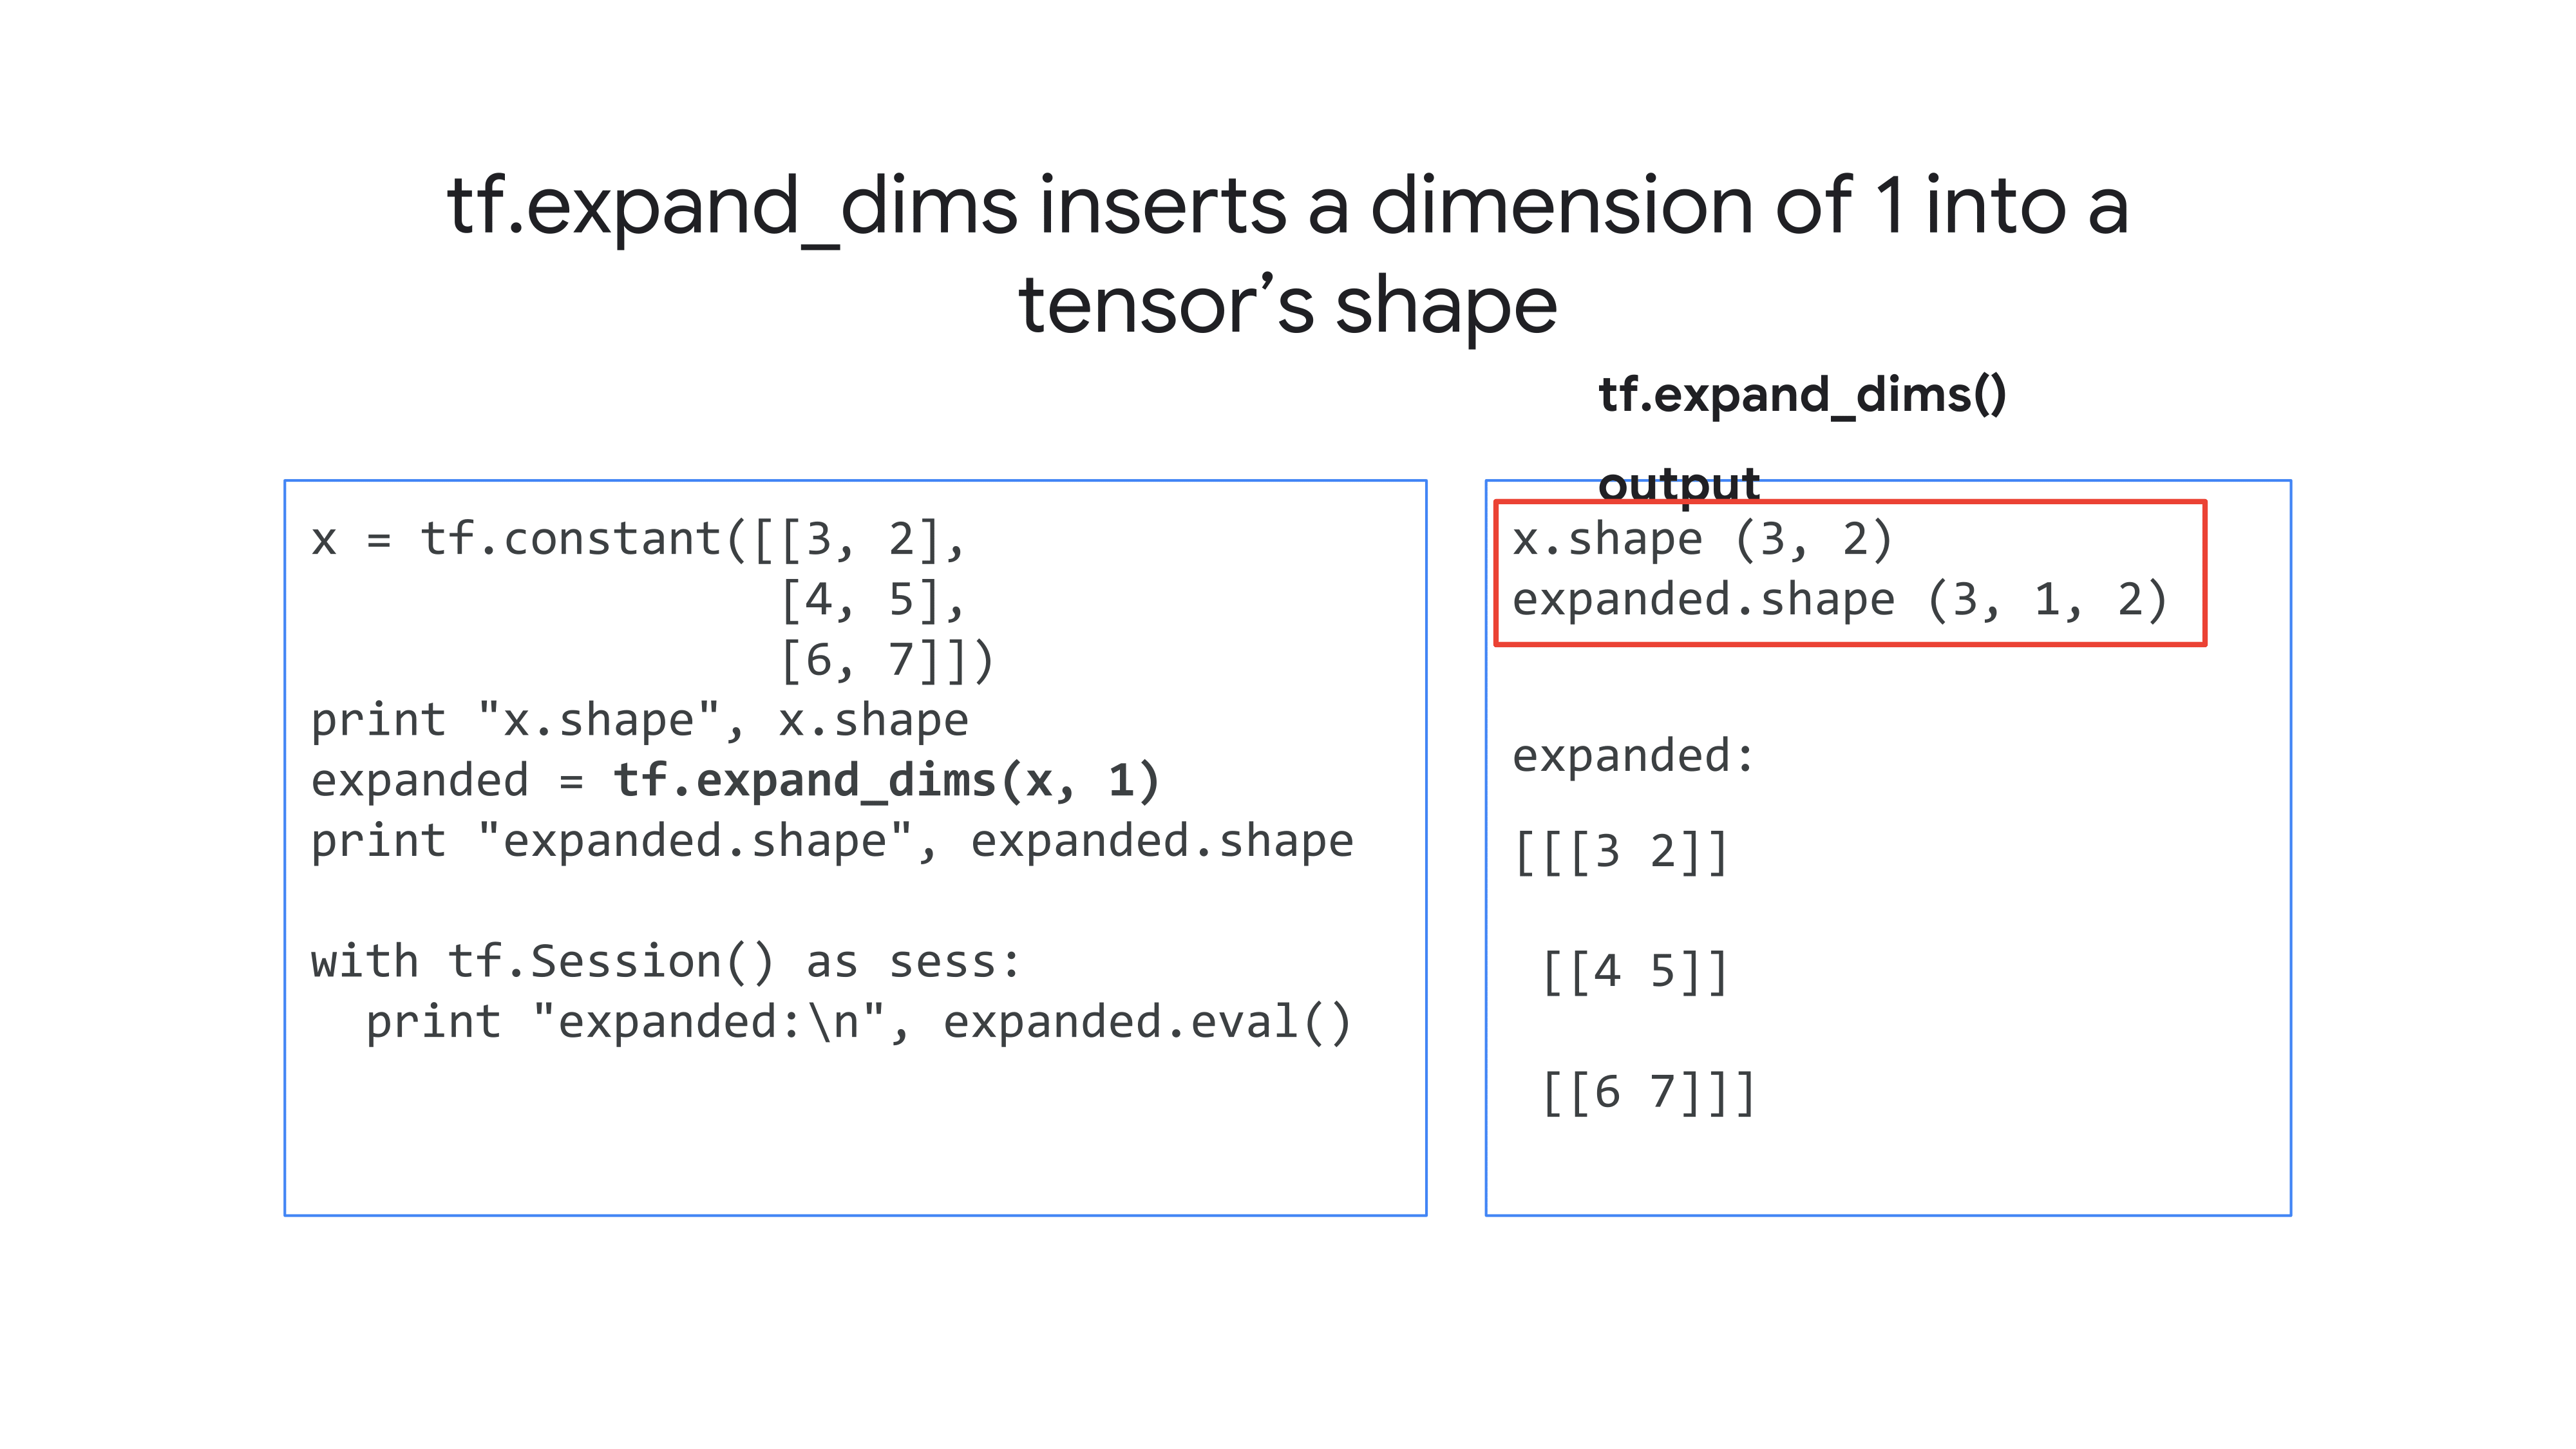 tf.expand_dims inserts a dimension of 1 into a
tensor’s shape
x = tf.constant([[3, 2],
                 [4, 5],
                 [6, 7]])
print "x.shape", x.shape
expanded = tf.expand_dims(x, 1)
print "expanded.shape", expanded.shape
with tf.Session() as sess:
  print "expanded:\n", expanded.eval()
tf.expand_dims()
output
x.shape (3, 2)
expanded.shape (3, 1, 2)
expanded:
[[[3 2]]
 [[4 5]]
 [[6 7]]]